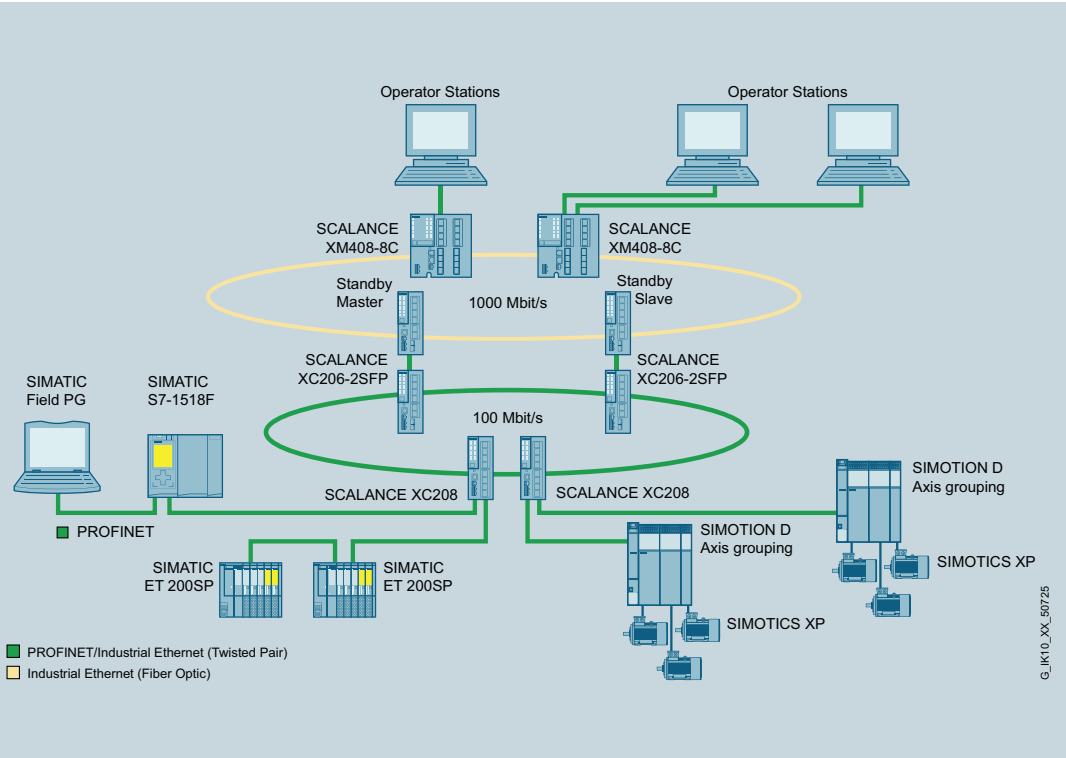 Operator Stations
Operator Stations
SCALANCE
XM408-8C
SCALANCE
XM408-8C
Standby
Master
1000 Mbit/s
Standby
Slave
SCALANCE
XC206-2SFP
SCALANCE
XC206-2SFP
SIMATIC
Field PG
SIMATIC
S7-1518F
100 Mbit/s
SCALANCE XC208
SCALANCE XC208
SIMOTION D
Axis grouping
PROFINET
SIMOTION D
Axis grouping
SIMATIC
ET 200SP
SIMATIC
ET 200SP
SIMOTICS XP
SIMOTICS XP
PROFINET/Industrial Ethernet (Twisted Pair)
Industrial Ethernet (Fiber Optic)
G_IK10_XX_50725